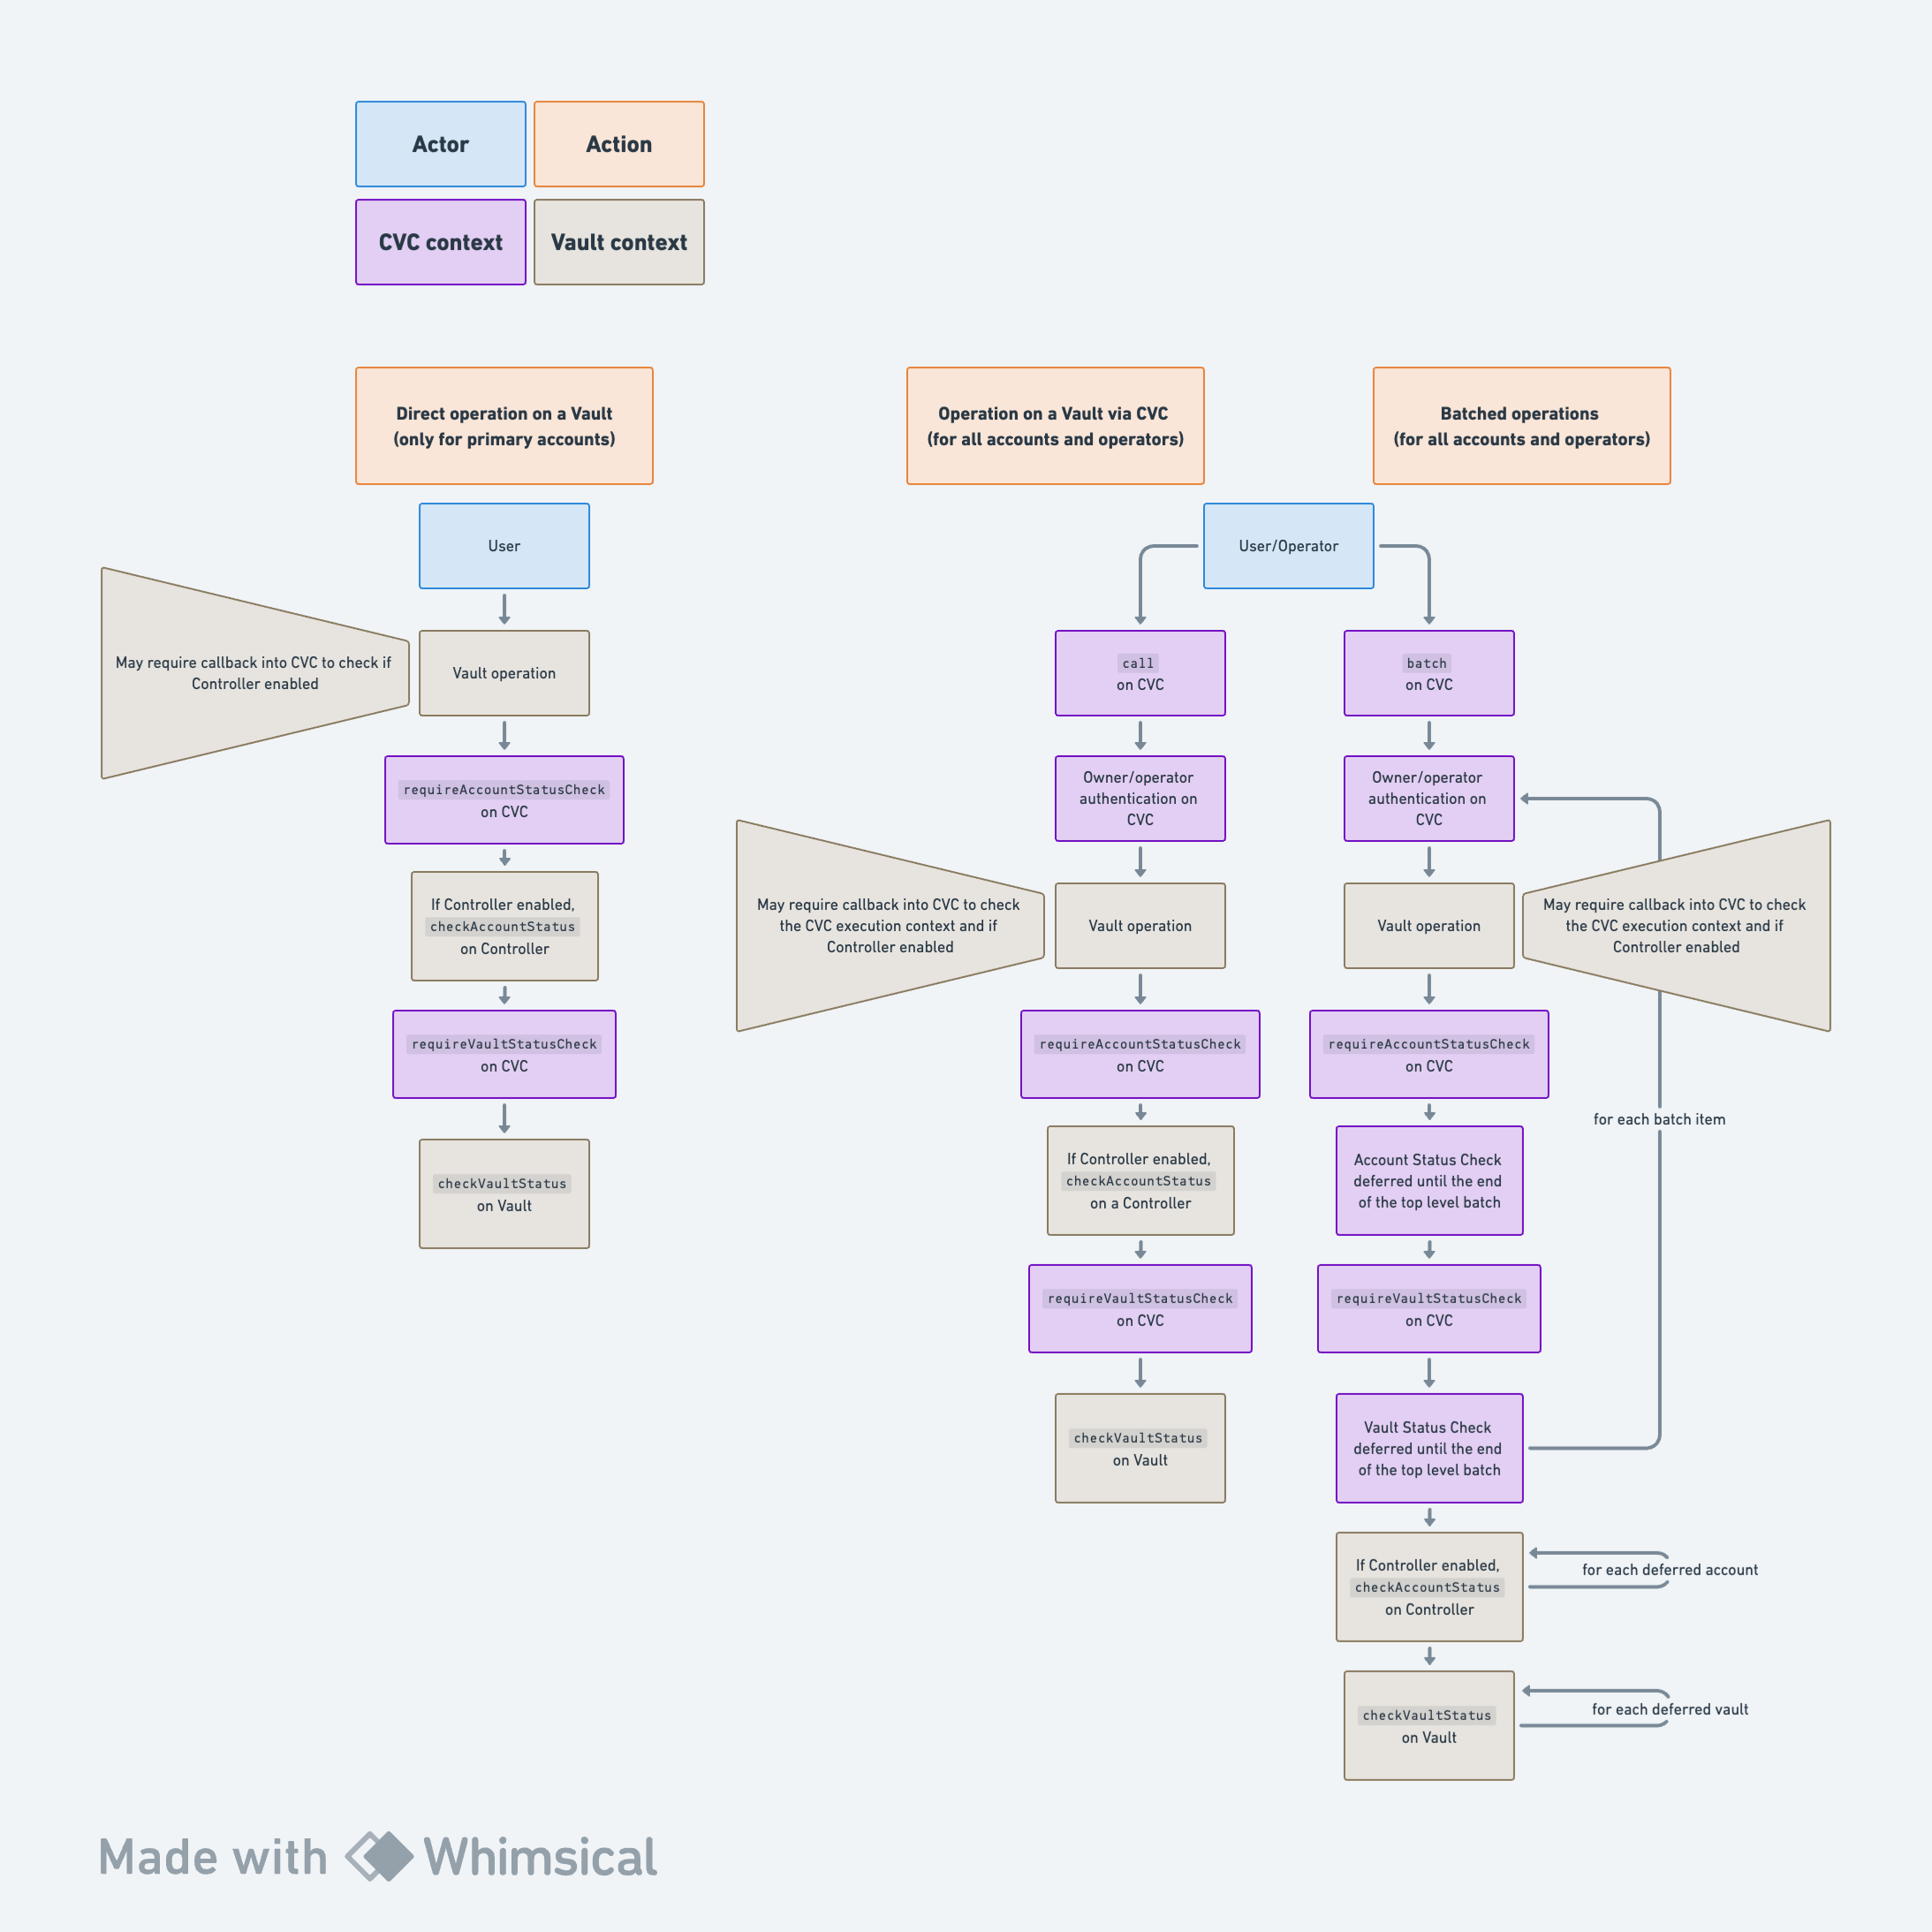 Actor
Action
CVC context
Vault context
Direct operation on a Vault
(only for primary accounts)
User
May require callback into CVC to check if
Controller enabled
Vault operation
requireAccountStatusCheck
on CVC
If Controller enabled,
checkAccountStatus
on Controller
requireVaultStatusCheck
on CVC
checkVaultStatus
on Vault
Operation on a Vault via CVC
(for all accounts and operators)
Batched operations
(for all accounts and operators)
User/Operator
call
on CVC
Owner/operator
authentication on
CVC
May require callback into CVC to check
the CVC execution context and if
Controller enabled
Vault operation
requireAccountStatusCheck
on CVC
If Controller enabled,
checkAccountStatus
on a Controller
requireVaultStatusCheck
on CVC
checkVaultStatus
on Vault
batch
on CVC
Owner/operator
authentication on
CVC
Vault operation
May require callback into CVC to check
the CVC execution context and if
Controller enabled
requireAccountStatusCheck
on CVC
for each batch item
Account Status Check
deferred until the end
of the top level batch
requireVaultStatusCheck
on CVC
Vault Status Check
deferred until the end
of the top level batch
If Controller enabled,
checkAccountStatus
on Controller
for each deferred account
checkVaultStatus
on Vault
for each deferred vault
Made with Whimsical